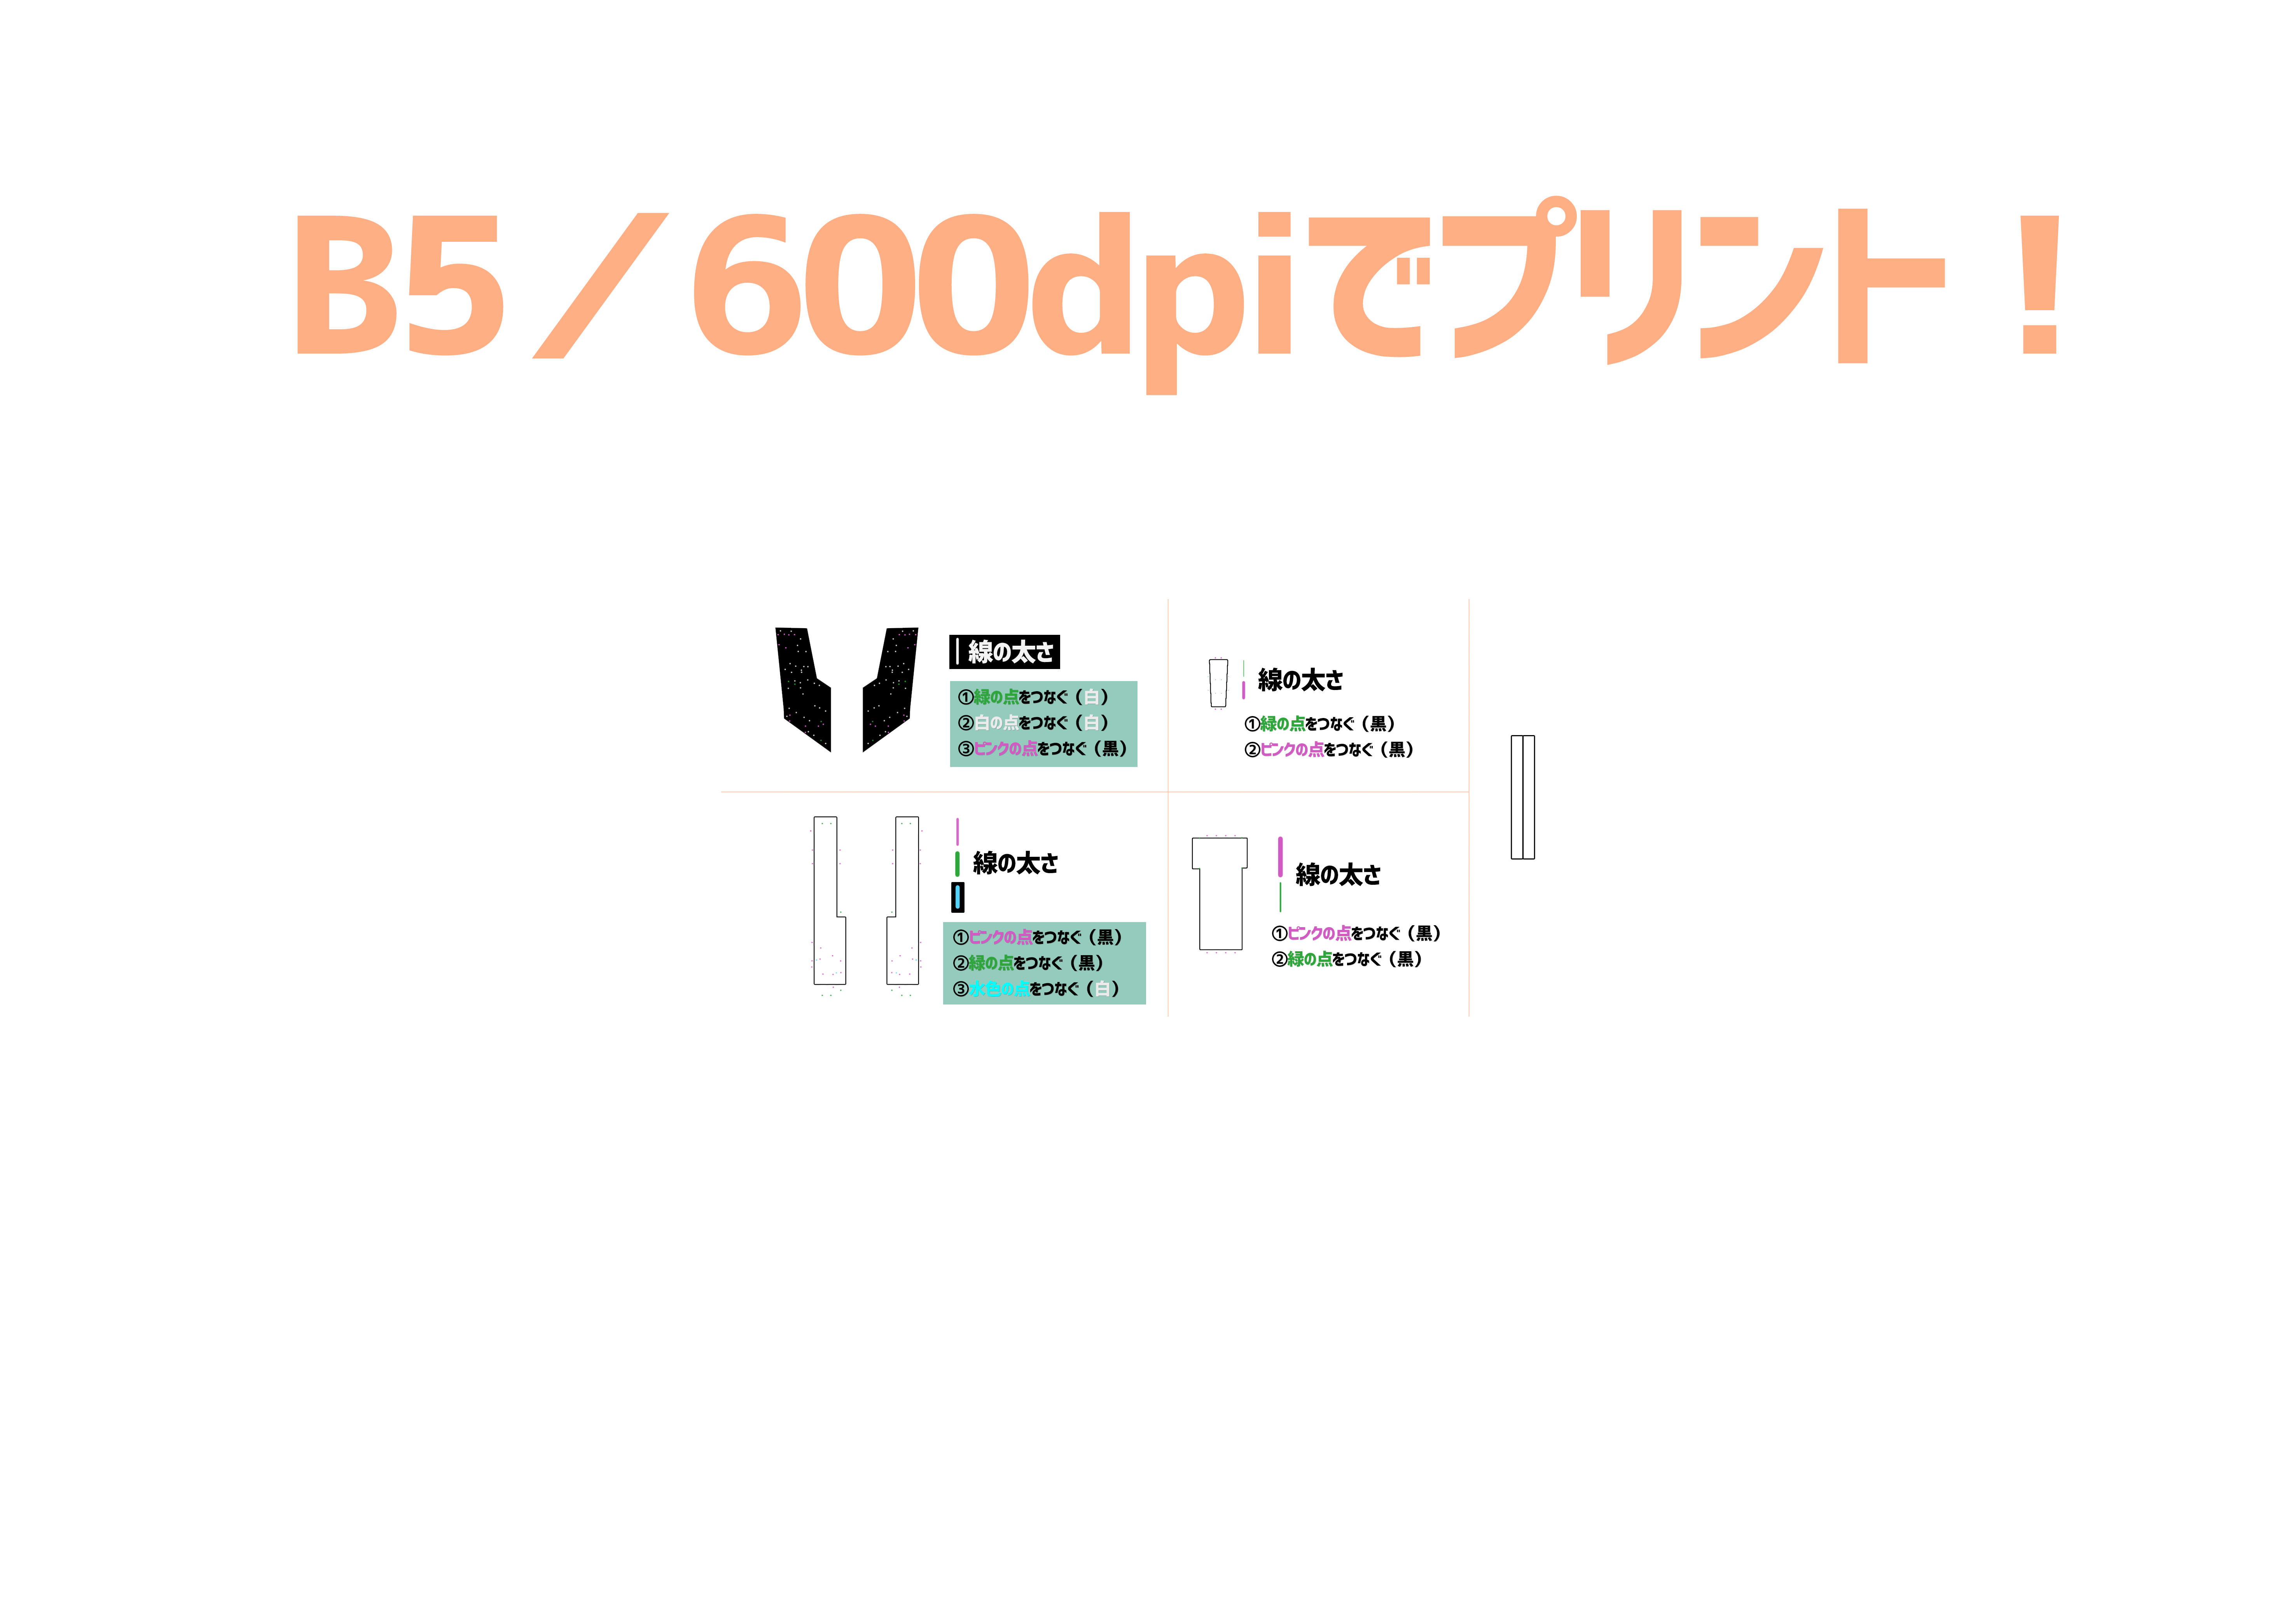 B5／600dpiでプリント！
線の太さ
①緑の点をつなぐ（白）
②白の点をつなぐ（白）
③ピンクの点をつなぐ（黒）
線の太さ
①緑の点をつなぐ（黒）
②ピンクの点をつなぐ（黒）
線の太さ
①ピンクの点をつなぐ（黒）
②緑の点をつなぐ（黒）
③水色の点をつなぐ（白）
線の太さ
①ピンクの点をつなぐ（黒）
②緑の点をつなぐ（黒）